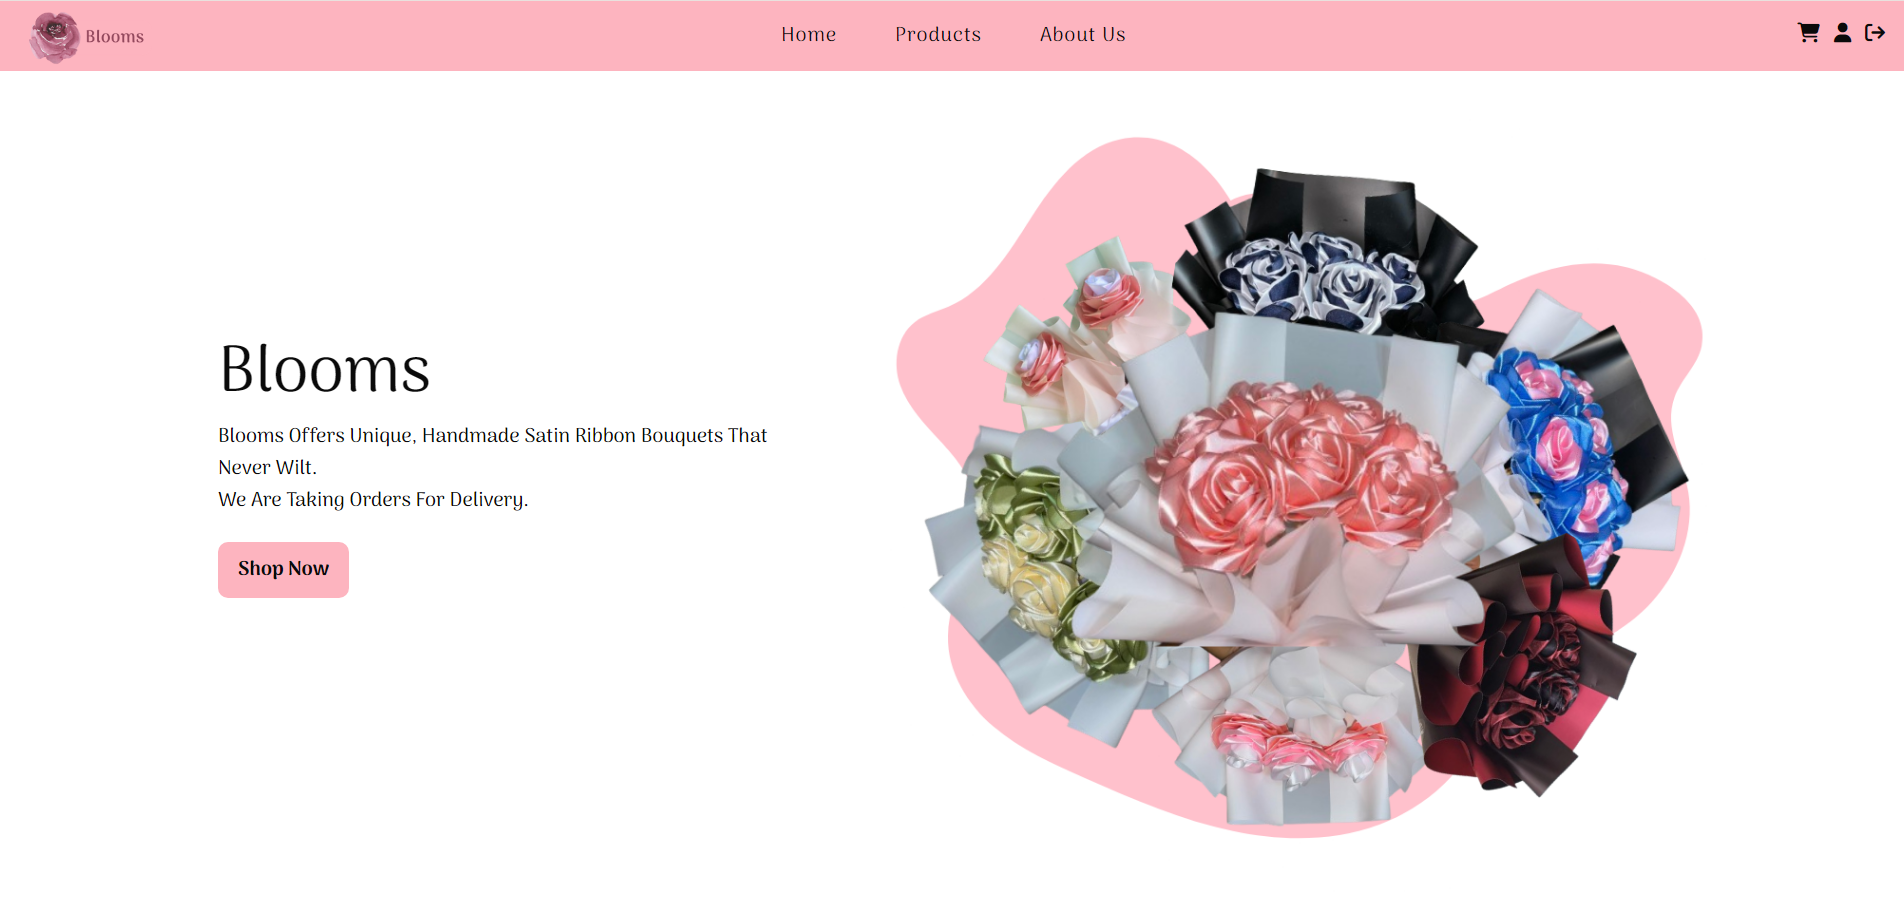 Blooms
Home
Products
About Us
Blooms
Blooms Offers Unique, Handmade Satin Ribbon Bouquets That
Never Wilt.
We Are Taking Orders For Delivery.
Shop Now